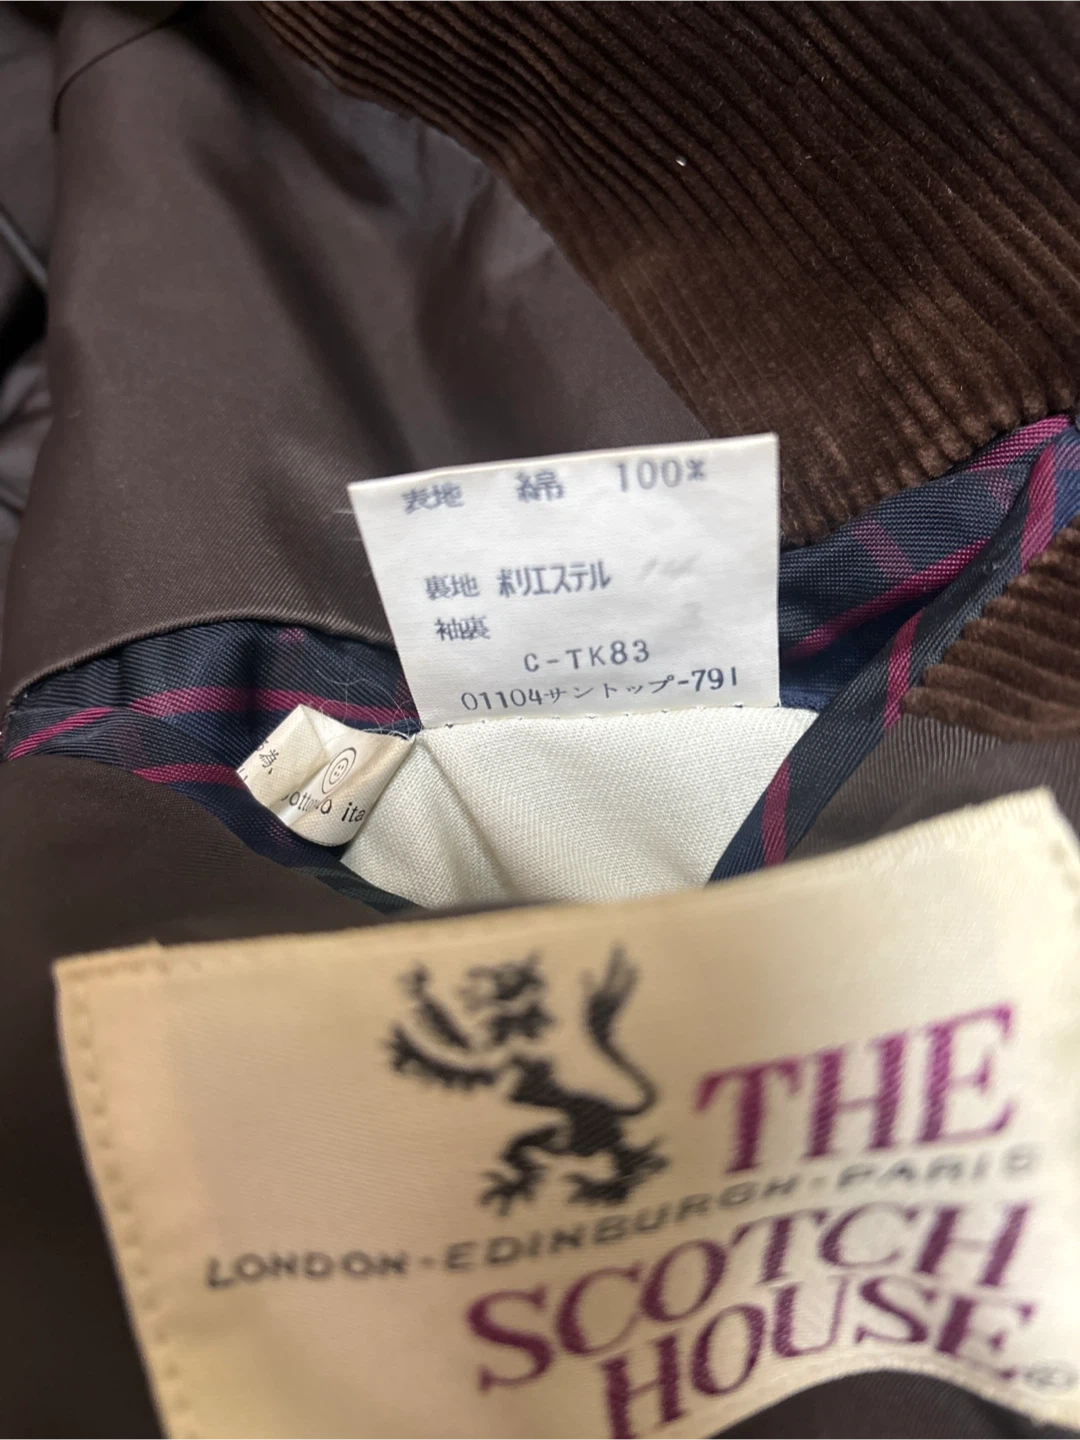 表地 綿 100%
裏地 ポリエステル
袖裏
C-TK83
01104サントップ-791
ita
THE
LONDON-EDINBURGH-PARIS
SCOTCH
HOUSE